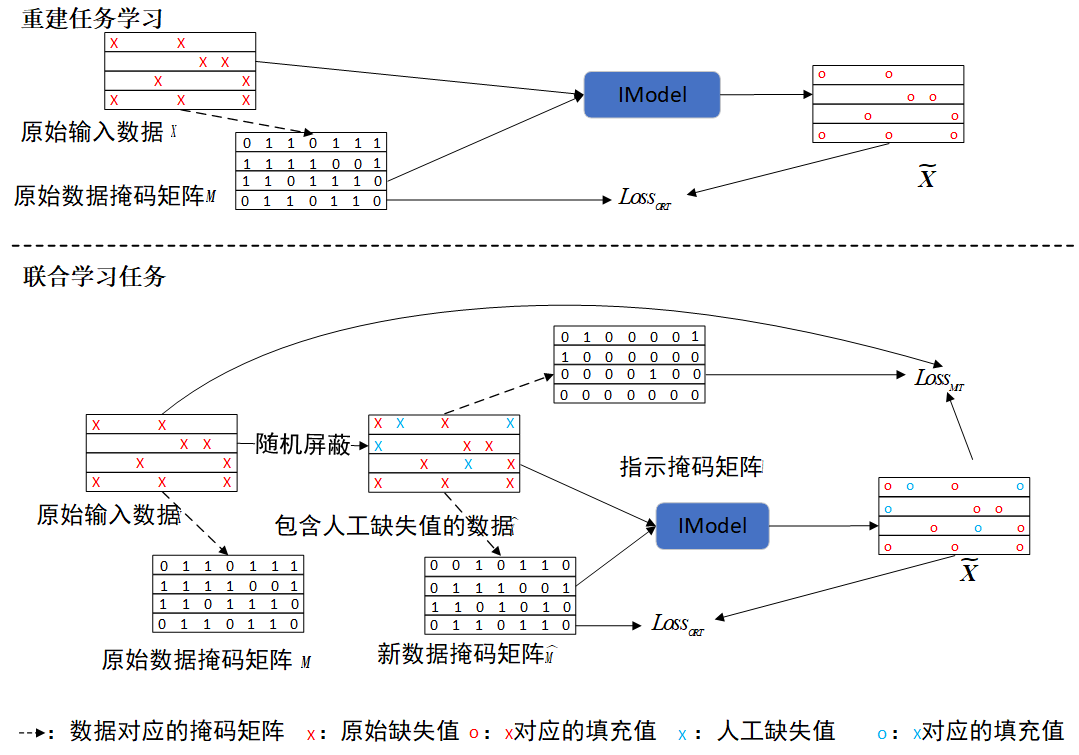 重建任务学习
X X
X X
X X
X X X
IModel
o o
o o
o o
o o o
原始输入数据 X
0 1 1 0 1 1 1
1 1 1 1 0 0 1
1 1 0 1 1 1 0
0 1 1 0 1 1 0
原始数据掩码矩阵M
Loss_ORT
X̃
联合学习任务
0 1 0 0 0 0 1
1 0 0 0 0 0 0
0 0 0 0 1 0 0
0 0 0 0 0 0 0
Loss_MT
X X
X X
X X
X X X
随机屏蔽
X X X X
X X X
X X X
X X X
指示掩码矩阵
o o o o
o o o
o o o
o o o
原始输入数据
包含人工缺失值的数据
IModel
X̃
0 1 1 0 1 1 1
1 1 1 1 0 0 1
1 1 0 1 1 1 0
0 1 1 0 1 1 0
0 0 1 0 1 1 0
0 1 1 1 0 0 1
1 1 0 1 0 1 0
0 1 1 0 1 1 0
Loss_ORT
原始数据掩码矩阵 M
新数据掩码矩阵M̂
：数据对应的掩码矩阵 X：原始缺失值 o：X对应的填充值 X：人工缺失值 o：X对应的填充值